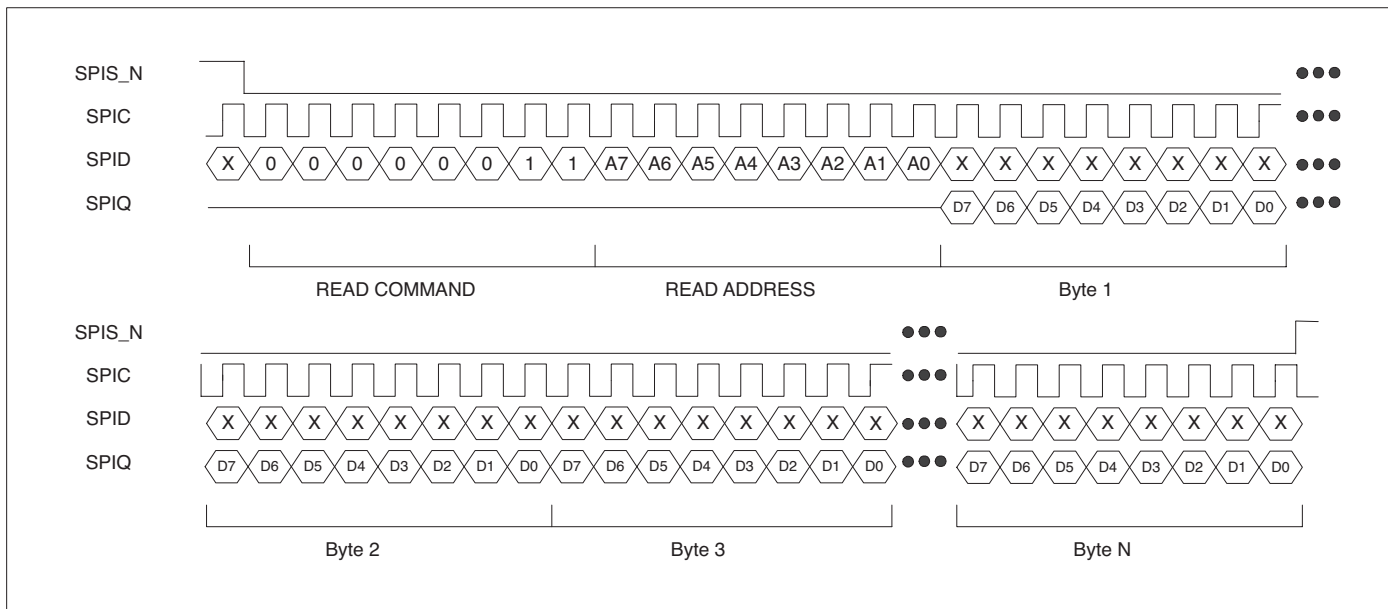 SPIS_N
SPIC
SPID X 0 0 0 0 0 0 1 1 A7 A6 A5 A4 A3 A2 A1 A0 X X X X X X X X
SPIQ D7 D6 D5 D4 D3 D2 D1 D0
READ COMMAND READ ADDRESS Byte 1
SPIS_N
SPIC
SPID X X X X X X X X X X X X X X X X X X X X X X X X
SPIQ D7 D6 D5 D4 D3 D2 D1 D0 D7 D6 D5 D4 D3 D2 D1 D0 D7 D6 D5 D4 D3 D2 D1 D0
Byte 2 Byte 3 Byte N